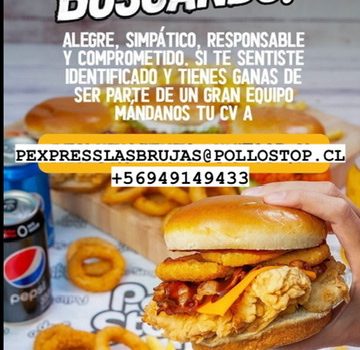 BUSCANDO!
ALEGRE, SIMPÁTICO, RESPONSABLE
Y COMPROMETIDO. SI TE SENTISTE
IDENTIFICADO Y TIENES GANAS DE
SER PARTE DE UN GRAN EQUIPO
MÁNDANOS TU CV A
PEXPRESSLASBRUJAS@POLLOSTOP.CL
+56949149433
pepsi